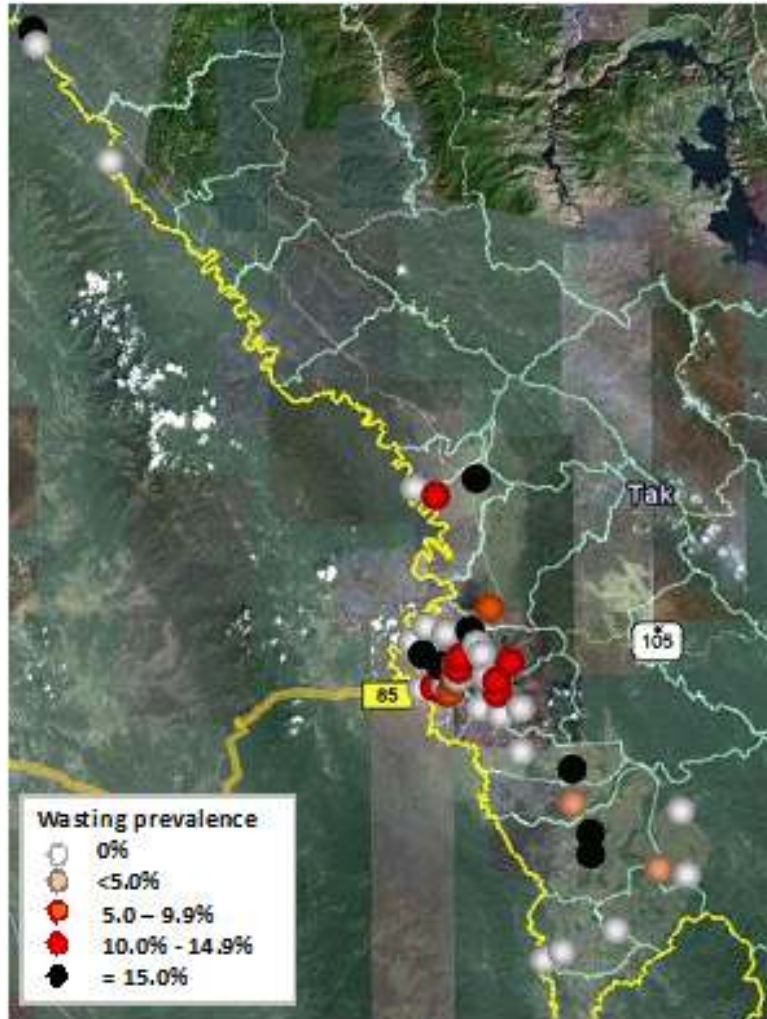 Tak
105
85
Wasting prevalence
0%
<5.0%
5.0 – 9.9%
10.0% - 14.9%
= 15.0%